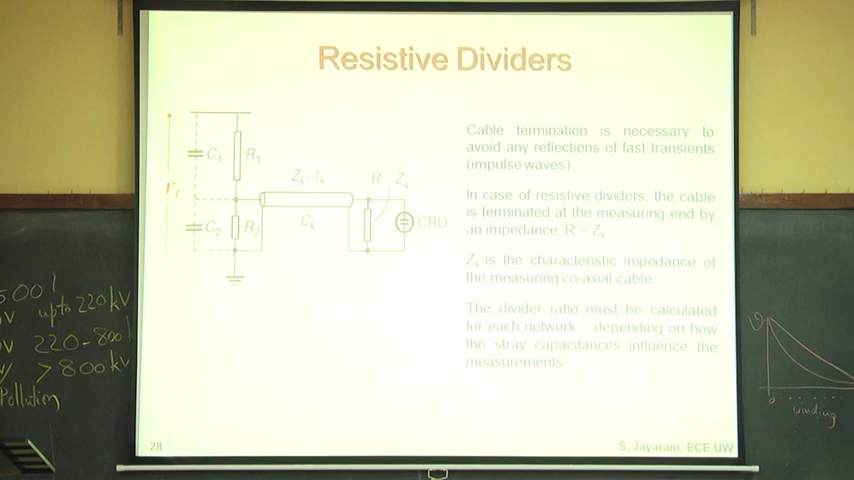 Resistive Dividers
C1
R1
V1
Zk
tk
R
Zk
C2
R2
Ck
CRO
Cable termination is necessary to
avoid any reflections of fast transients
(impulse waves).
In case of resistive dividers, the cable
is terminated at the measuring end by
an impedance, R = Zk
Zk is the characteristic impedance of
the measuring co-axial cable
The divider ratio must be calculated
for each network - depending on how
the stray capacitances influence the
measurements
28
S. Jayaram, ECE UW
upto 220kV
220-800k
> 800kV
Pollution
winding